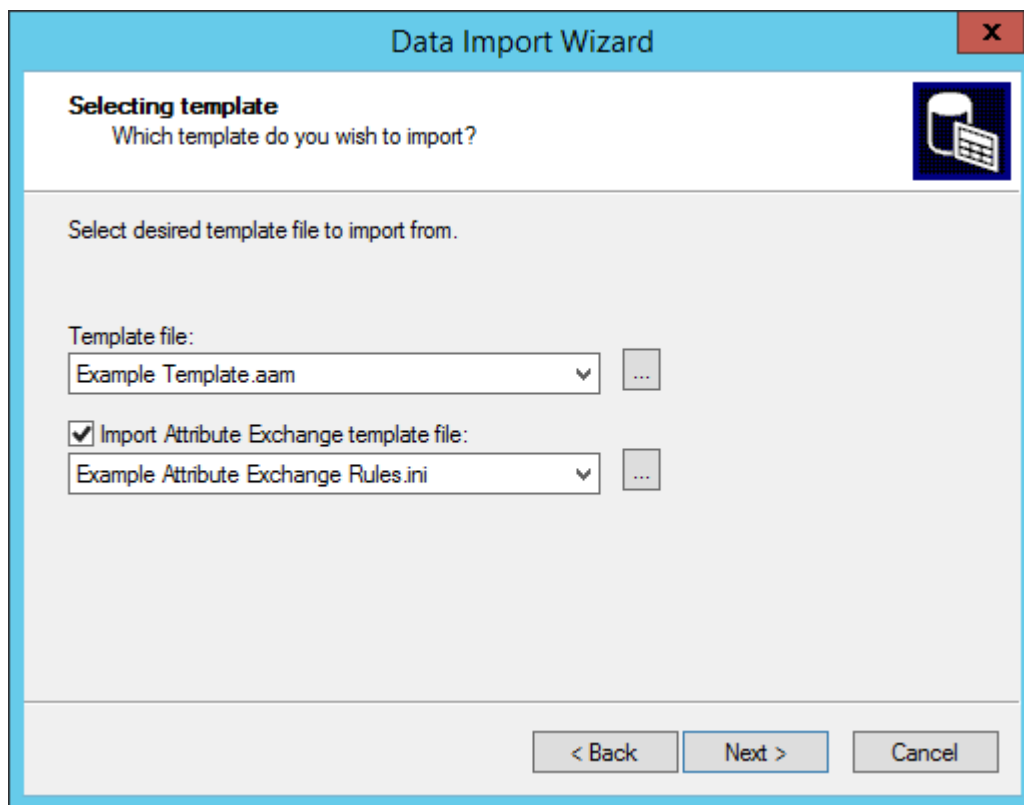 Data Import Wizard
x
Selecting template
Which template do you wish to import?
Select desired template file to import from.
Template file:
Example Template.aam
...
Import Attribute Exchange template file:
Example Attribute Exchange Rules.ini
...
< Back
Next >
Cancel